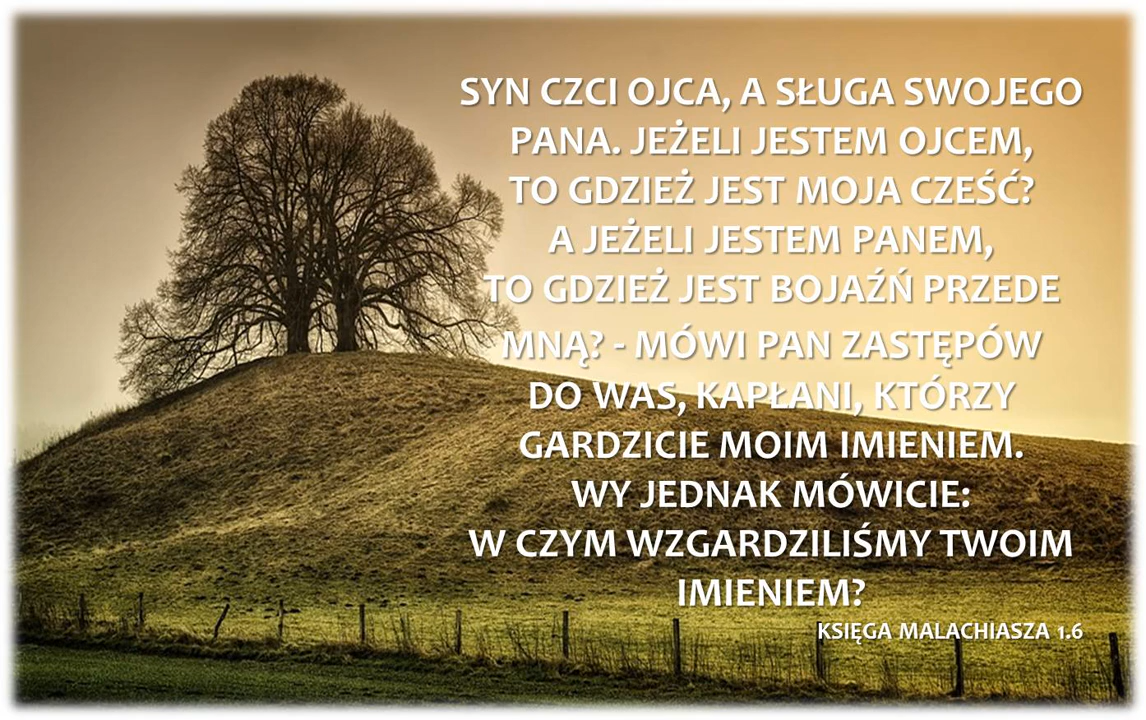 SYN CZCI OJCA, A SŁUGA SWOJEGO
PANA. JEŻELI JESTEM OJCEM,
TO GDZIEŻ JEST MOJA CZEŚĆ?
A JEŻELI JESTEM PANEM,
TO GDZIEŻ JEST BOJAŹŃ PRZEDE
MNĄ? - MÓWI PAN ZASTĘPÓW
DO WAS, KAPŁANI, KTÓRZY
GARDZICIE MOIM IMIENIEM.
WY JEDNAK MÓWICIE:
W CZYM WZGARDZILIŚMY TWOIM
IMIENIEM?
KSIĘGA MALACHIASZA 1.6